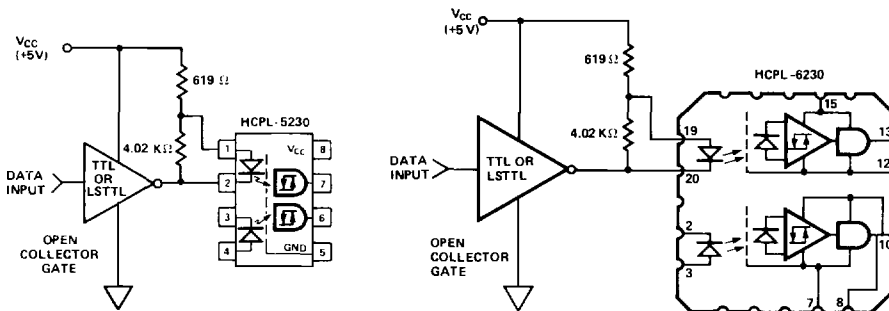 VCC
(+5V)
619 Ω
HCPL-5230
4.02 KΩ
1
VCC
8
TTL
OR
LSTTL
DATA
INPUT
2
7
3
6
4
GND
5
OPEN
COLLECTOR
GATE
VCC
(+5V)
619 Ω
HCPL-6230
15
19
13
4.02 KΩ
12
TTL OR
LSTTL
DATA
INPUT
20
2
10
3
OPEN
COLLECTOR
GATE
7
8